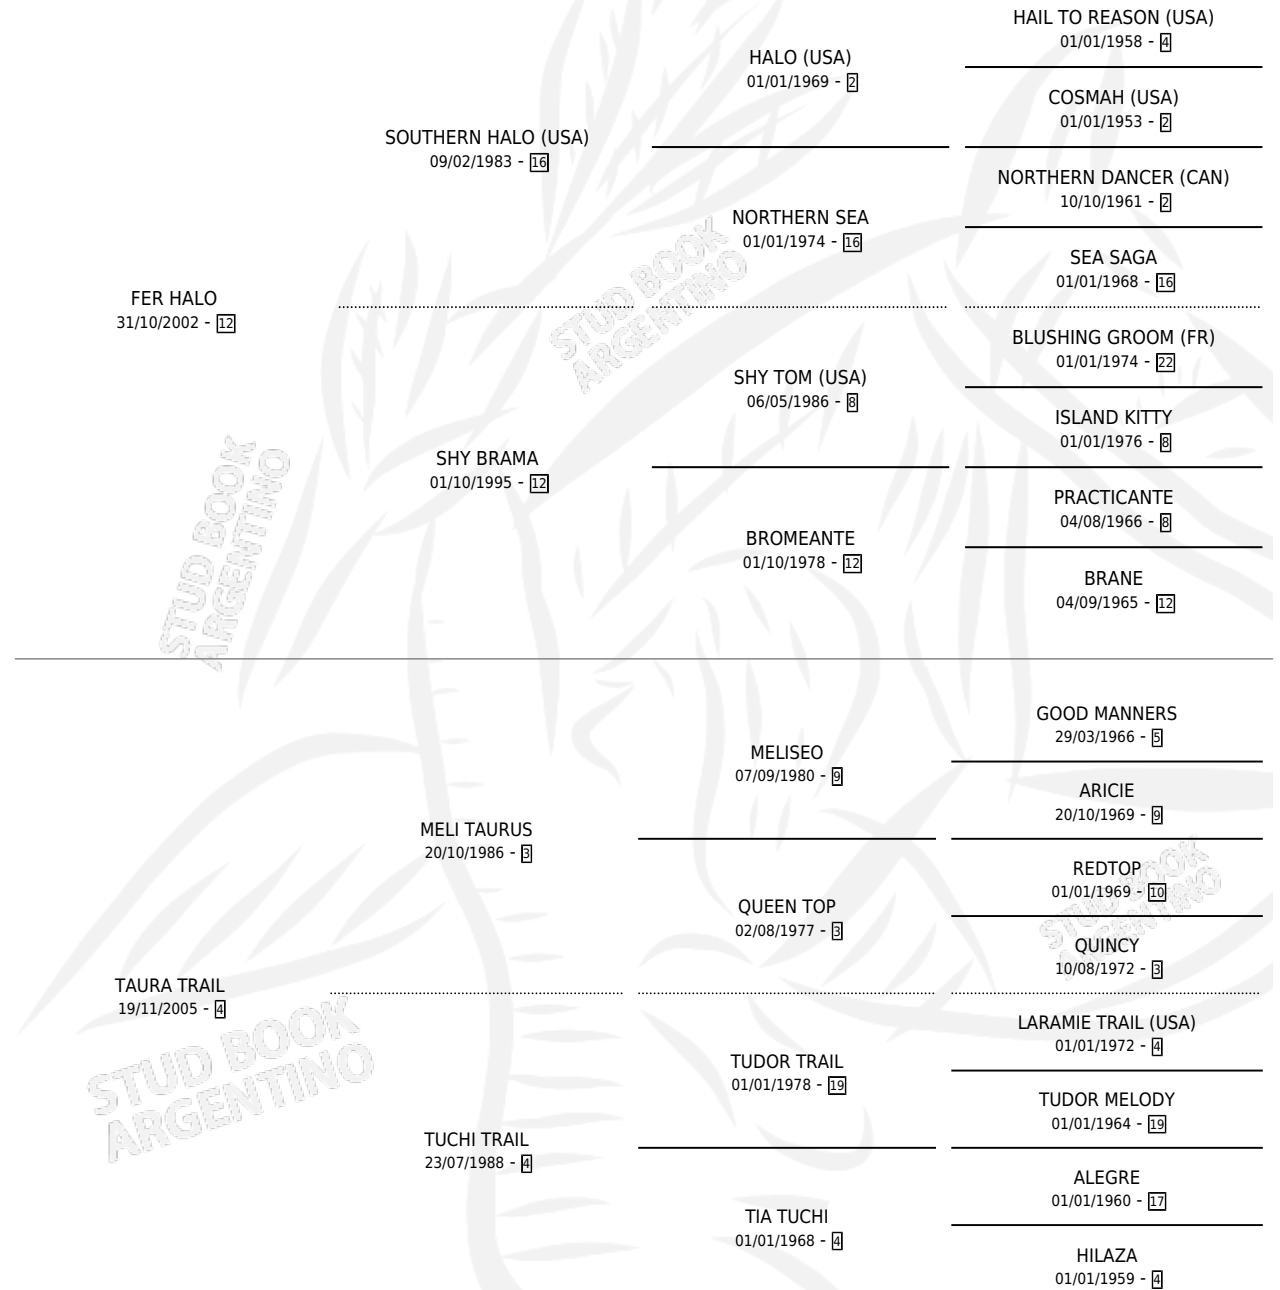 HAIL TO REASON (USA)
01/01/1958 - 4
HALO (USA)
01/01/1969 - 2
COSMAH (USA)
01/01/1953 - 2
SOUTHERN HALO (USA)
09/02/1983 - 16
NORTHERN DANCER (CAN)
10/10/1961 - 2
NORTHERN SEA
01/01/1974 - 16
SEA SAGA
01/01/1968 - 16
FER HALO
31/10/2002 - 12
STUD BOOK
ARGENTINO
BLUSHING GROOM (FR)
01/01/1974 - 22
SHY TOM (USA)
06/05/1986 - 8
ISLAND KITTY
01/01/1976 - 8
SHY BRAMA
01/10/1995 - 12
PRACTICANTE
04/08/1966 - 8
BROMEANTE
01/10/1978 - 12
BRANE
04/09/1965 - 12
STUD BOOK
ARGENTINO
GOOD MANNERS
29/03/1966 - 5
MELISEO
07/09/1980 - 9
ARICIE
20/10/1969 - 9
MELI TAURUS
20/10/1986 - 3
REDTOP
01/01/1969 - 10
QUEEN TOP
02/08/1977 - 3
QUINCY
10/08/1972 - 3
STUD BOOK
ARGENTINO
TAURA TRAIL
19/11/2005 - 4
STUD BOOK
ARGENTINO
LARAMIE TRAIL (USA)
01/01/1972 - 4
TUDOR TRAIL
01/01/1978 - 19
TUDOR MELODY
01/01/1964 - 19
TUCHI TRAIL
23/07/1988 - 4
ALEGRE
01/01/1960 - 17
TIA TUCHI
01/01/1968 - 4
HILAZA
01/01/1959 - 4